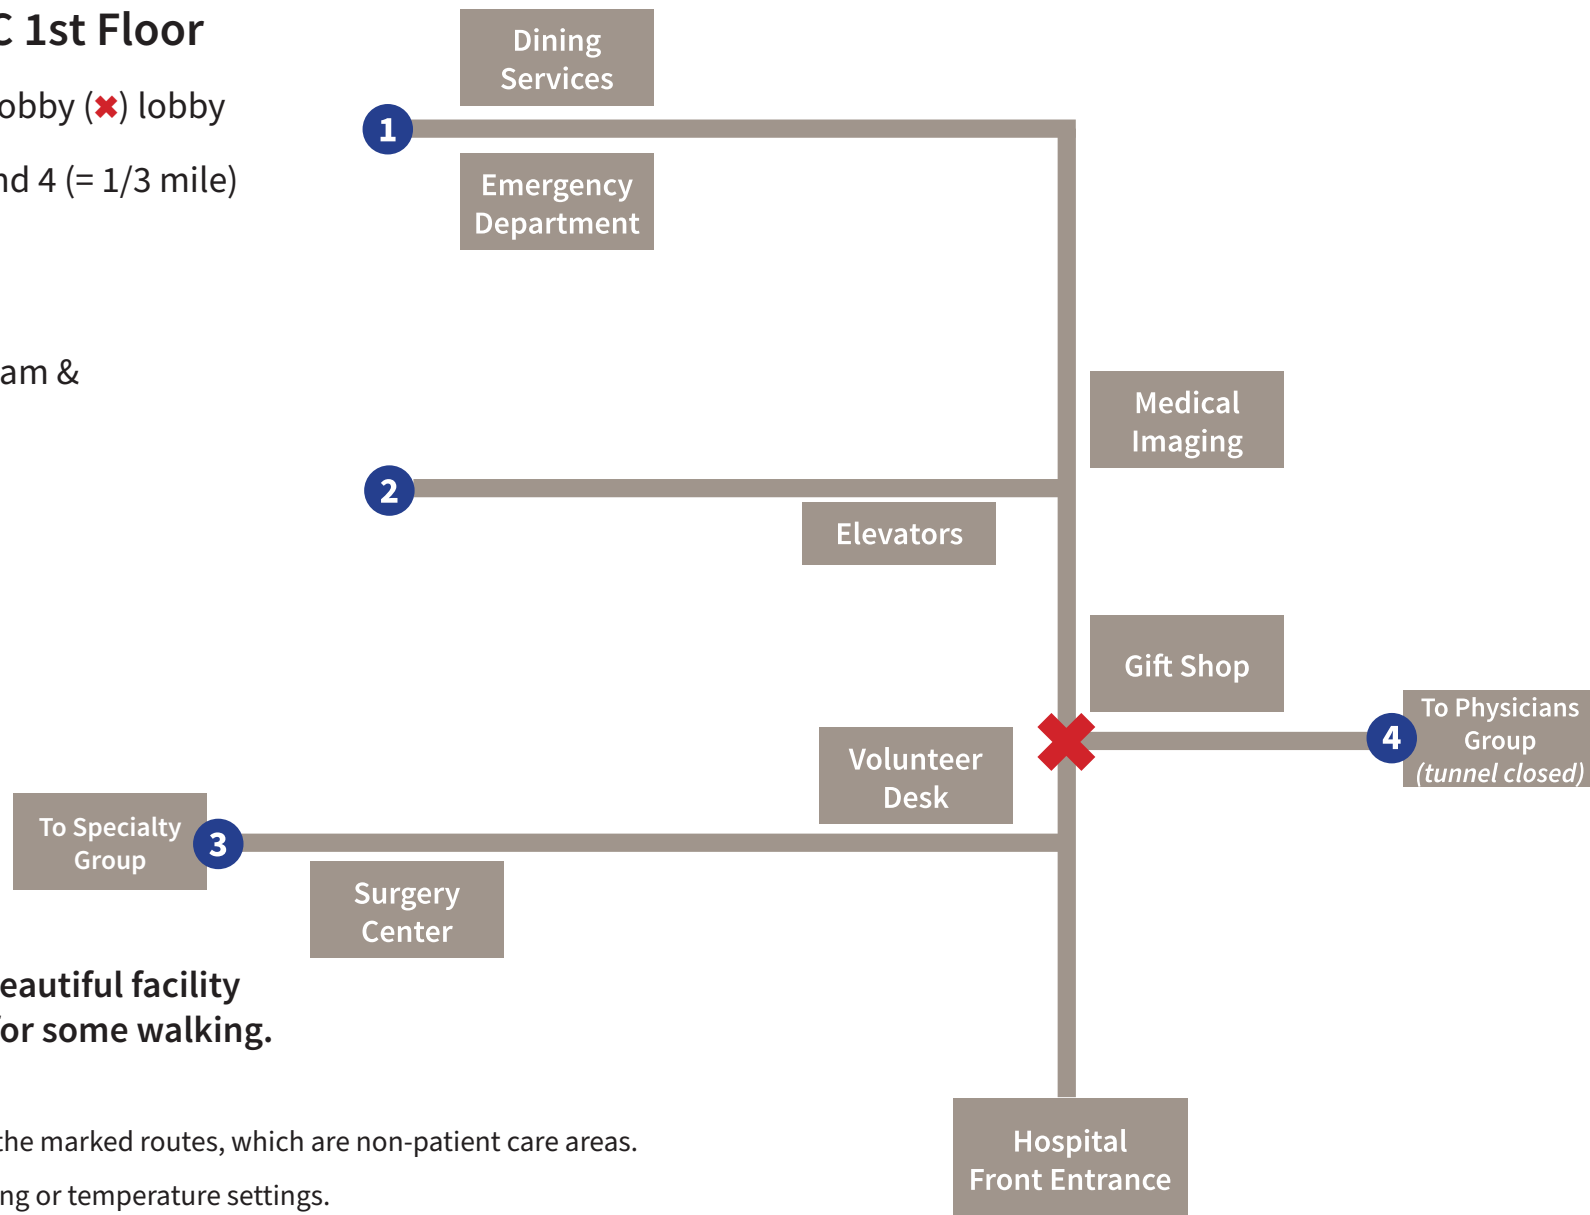 C 1st Floor
obby (✖) lobby
nd 4 (= 1/3 mile)
am &
eautiful facility
for some walking.
the marked routes, which are non-patient care areas.
ng or temperature settings.
Dining
Services
1
Emergency
Department
Medical
Imaging
2
Elevators
Gift Shop
Volunteer
Desk
4
To Physicians
Group
(tunnel closed)
To Specialty
Group
3
Surgery
Center
Hospital
Front Entrance